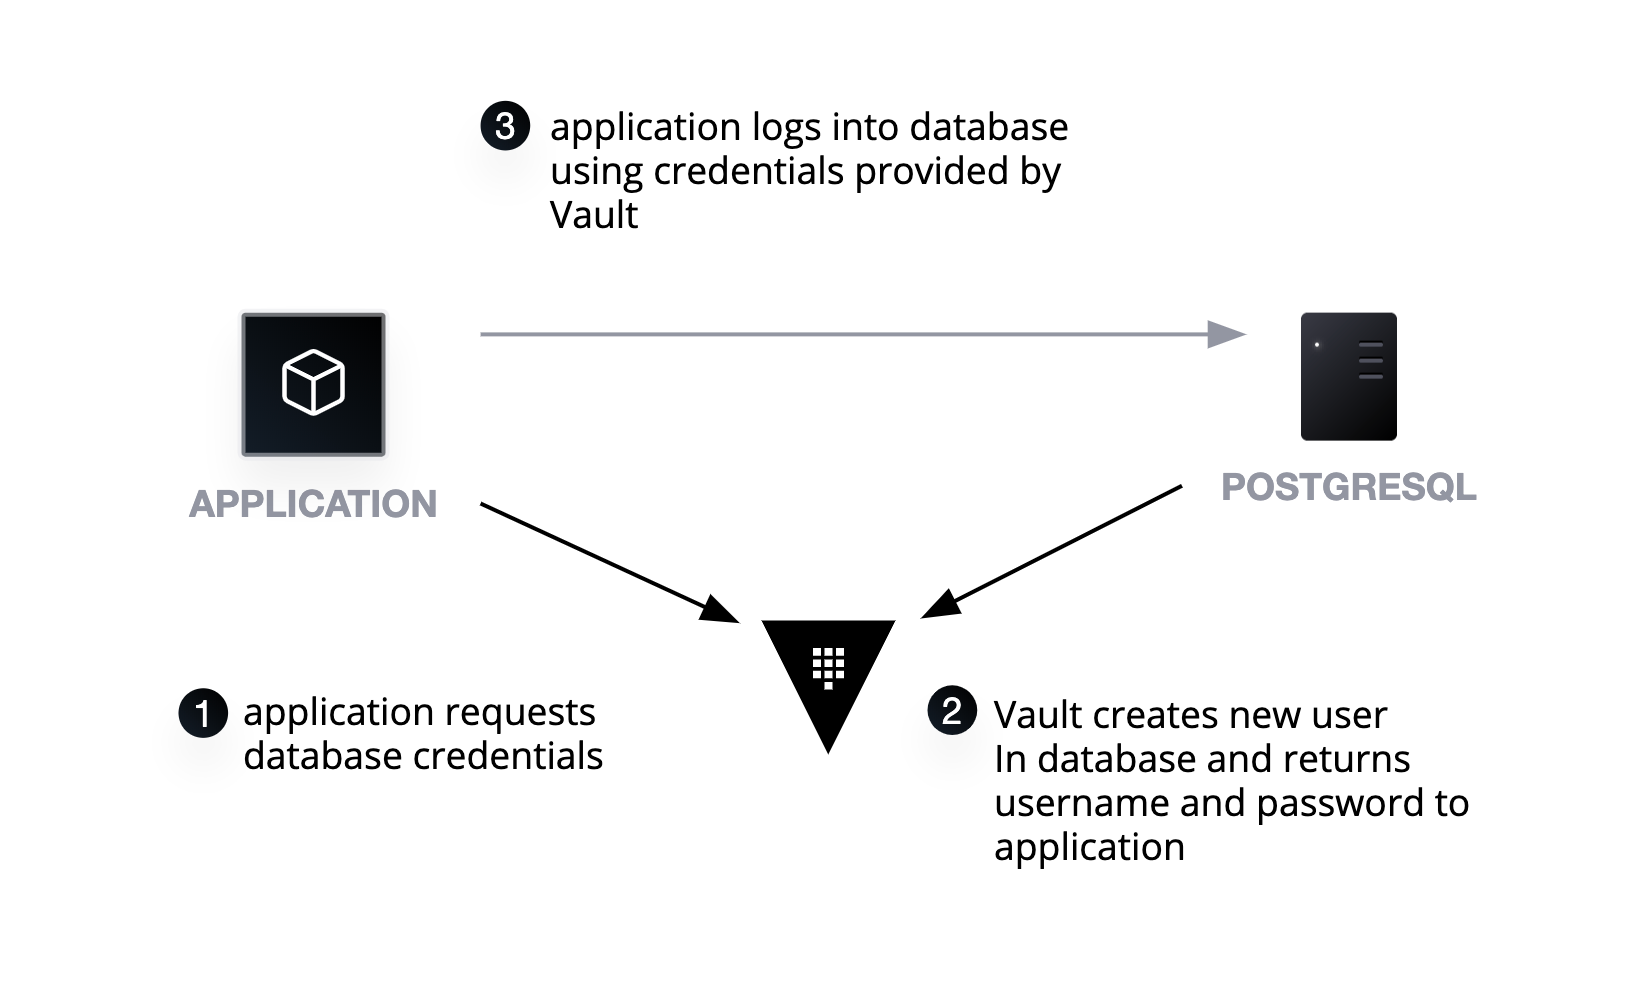 3
application logs into database
using credentials provided by
Vault
APPLICATION
POSTGRESQL
1
application requests
database credentials
2
Vault creates new user
In database and returns
username and password to
application